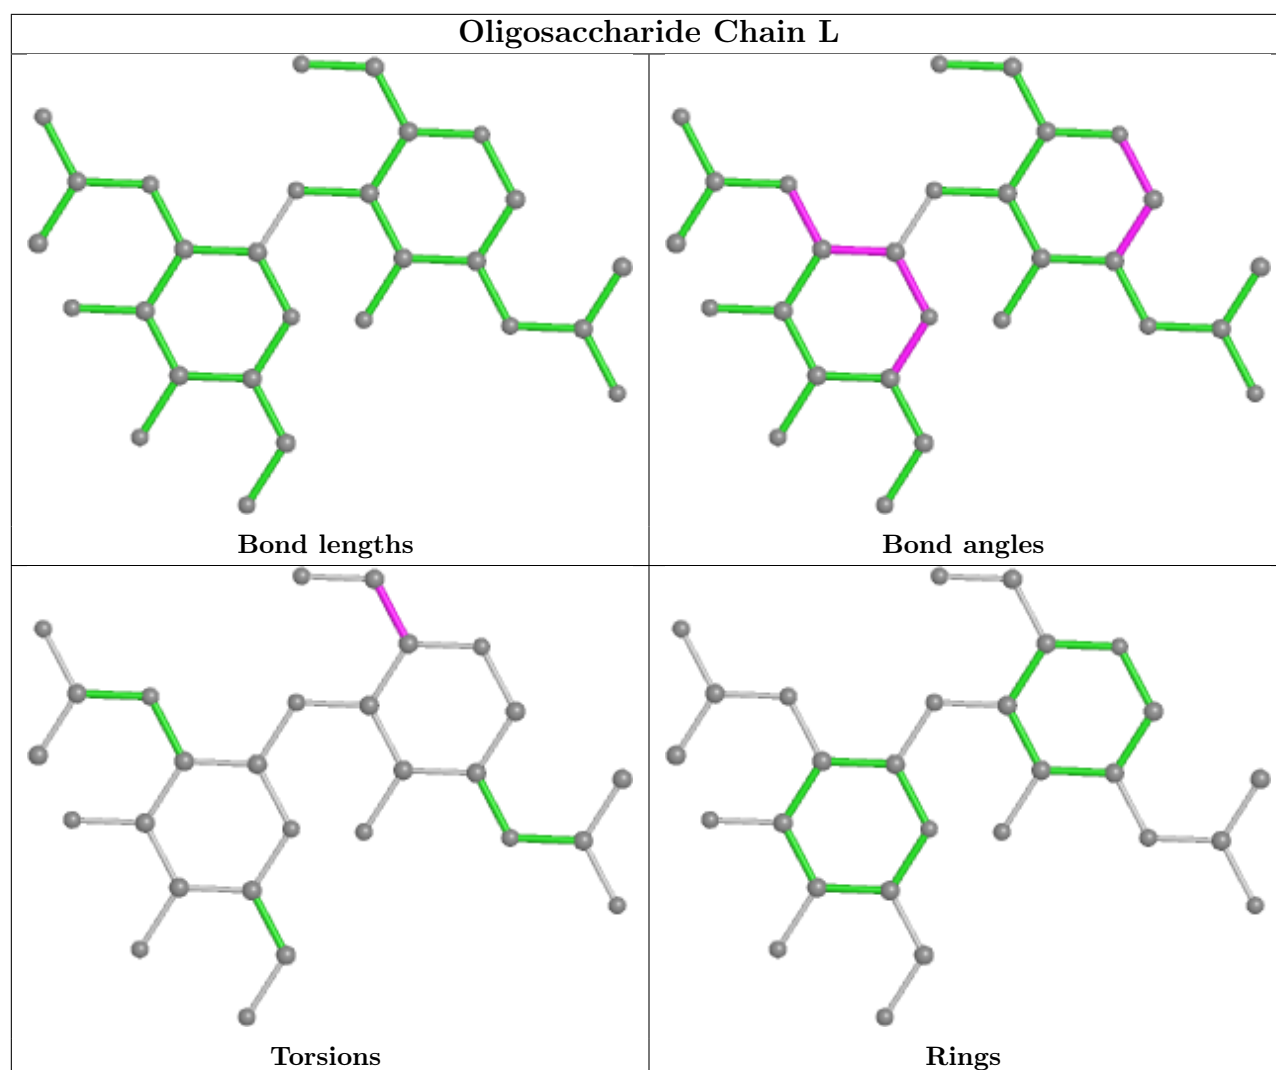 Oligosaccharide Chain L
Bond lengths
Bond angles
Torsions
Rings